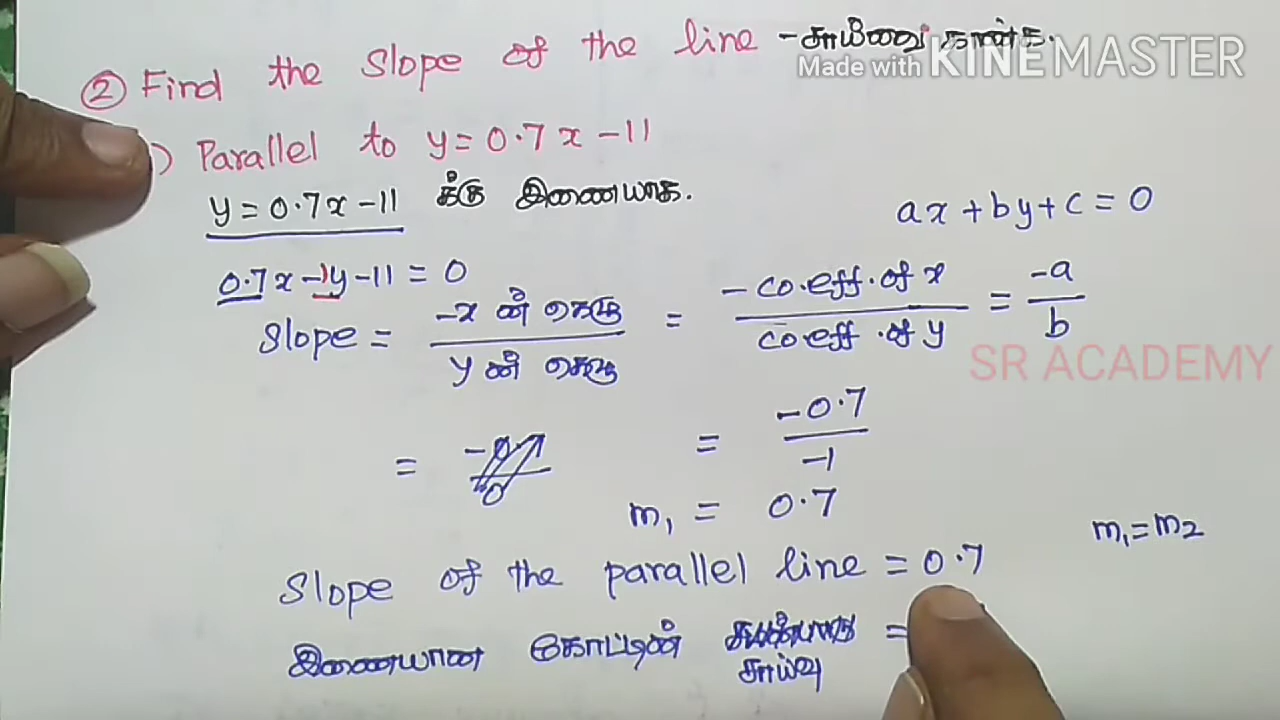 ② Find the Slope of the line - சாய்வு காண்க.
Made with KINEMASTER
) Parallel to y = 0.7x - 11
y = 0.7x - 11 க்கு இணையாக.
ax + by + c = 0
0.7x - 1y - 11 = 0
Slope = -x ன் கெழு / y ன் கெழு = - co.eff. of x / co eff. of y = -a / b
SR ACADEMY
= = -0.7 / -1
m₁ = 0.7
m₁ = m₂
Slope of the parallel line = 0.7
இணையான கோட்டின் சாய்வு =